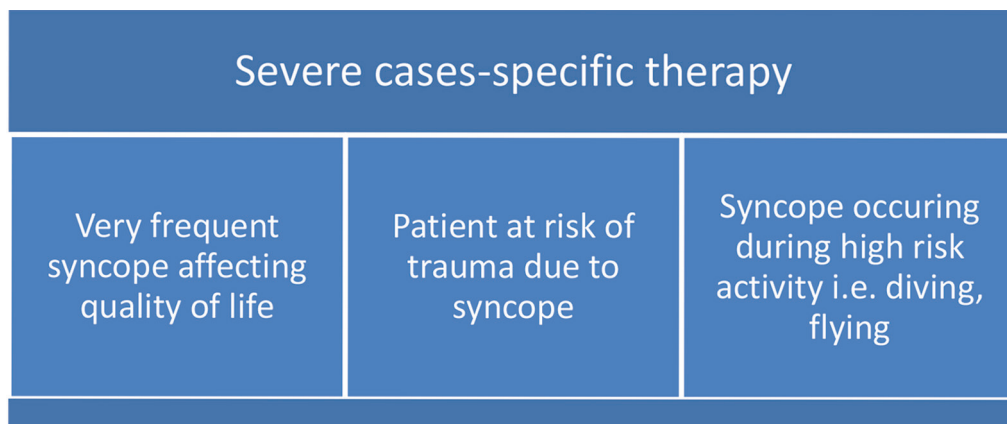 Severe cases-specific therapy
Very frequent
syncope affecting
quality of life
Patient at risk of
trauma due to
syncope
Syncope occuring
during high risk
activity i.e. diving,
flying